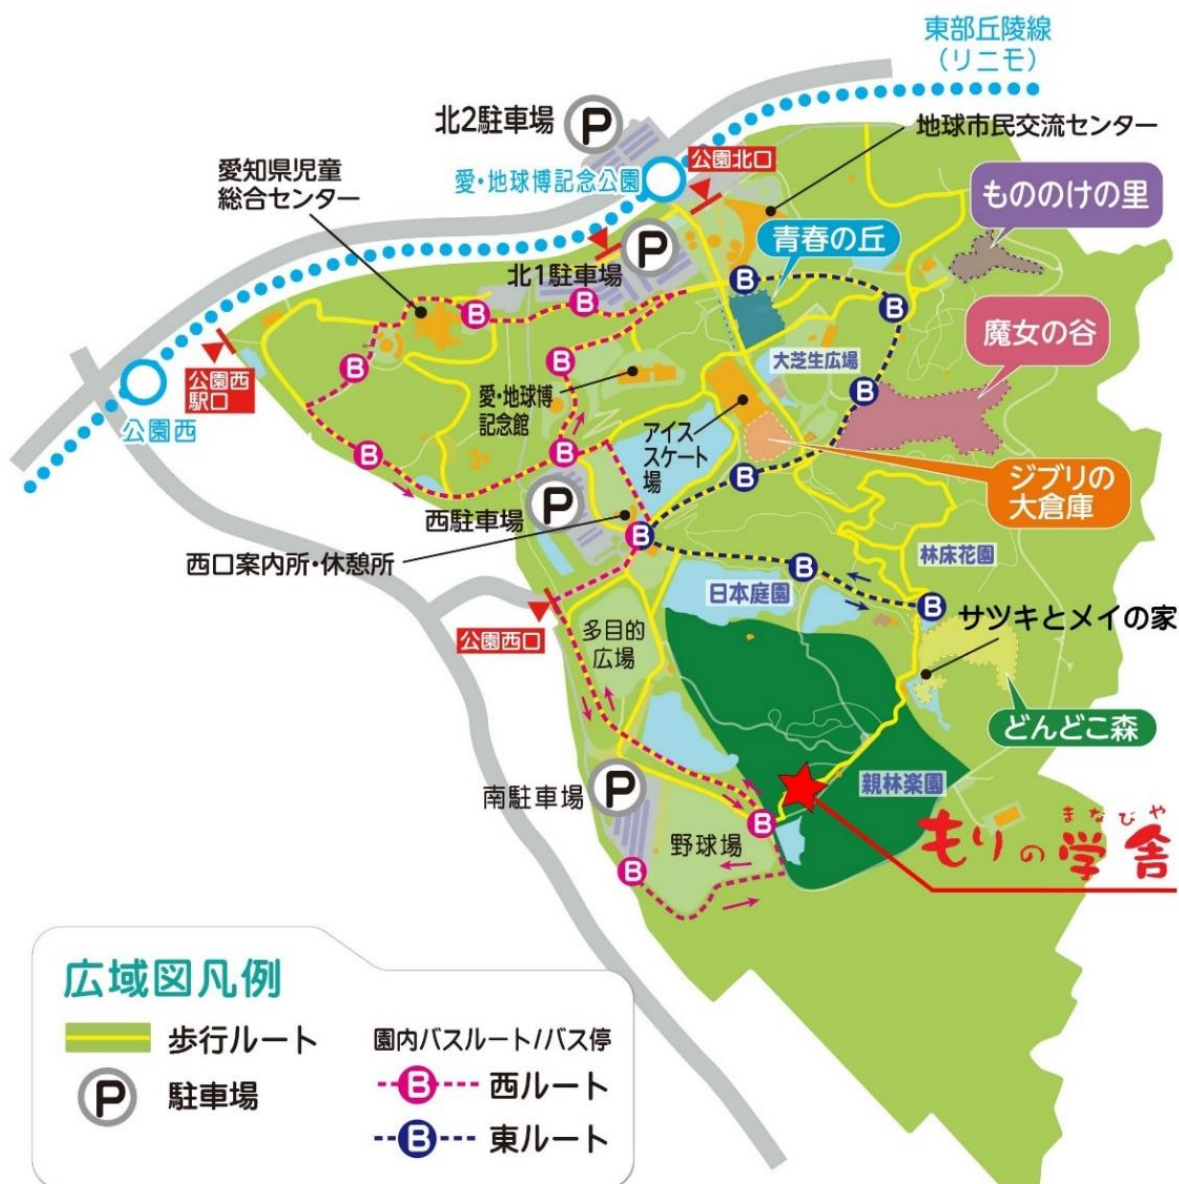 東部丘陵線
(リニモ)
北2駐車場
P
地球市民交流センター
公園北口
愛・地球博記念公園
愛知県児童
総合センター
もののけの里
青春の丘
P
北1駐車場
B
B
B
B
魔女の谷
B
B
大芝生広場
公園西
駅口
愛・地球博
記念館
B
公園西
アイス
スケート
場
B
B
B
ジブリの
大倉庫
P
西駐車場
B
西口案内所・休憩所
林床花園
B
日本庭園
B
サツキとメイの家
公園西口
多目的
広場
どんどこ森
P
南駐車場
親林楽園
まなびや
もりの学舎
B
野球場
B
広域図凡例
歩行ルート
P
駐車場
園内バスルート/バス停
B
西ルート
B
東ルート